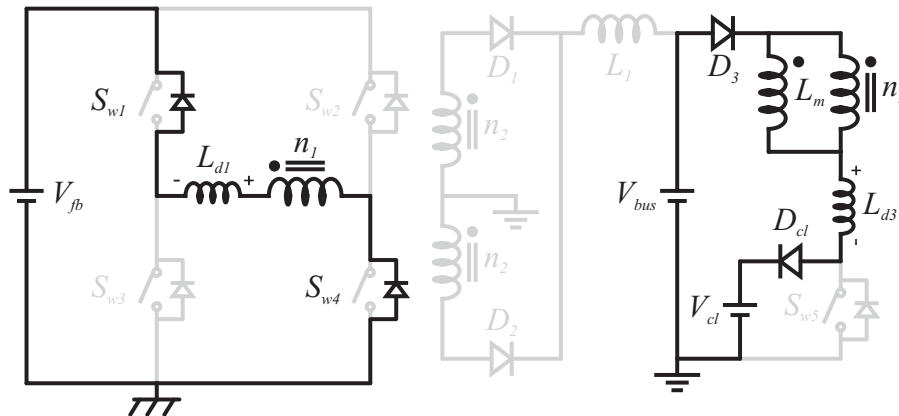 S_w1
S_w2
D_1
L_1
D_3
L_m
n
n_2
L_d1
n_1
- +
V_fb
V_bus
+
L_d3
-
D_cl
n_2
S_w3
S_w4
V_cl
S_w5
D_2